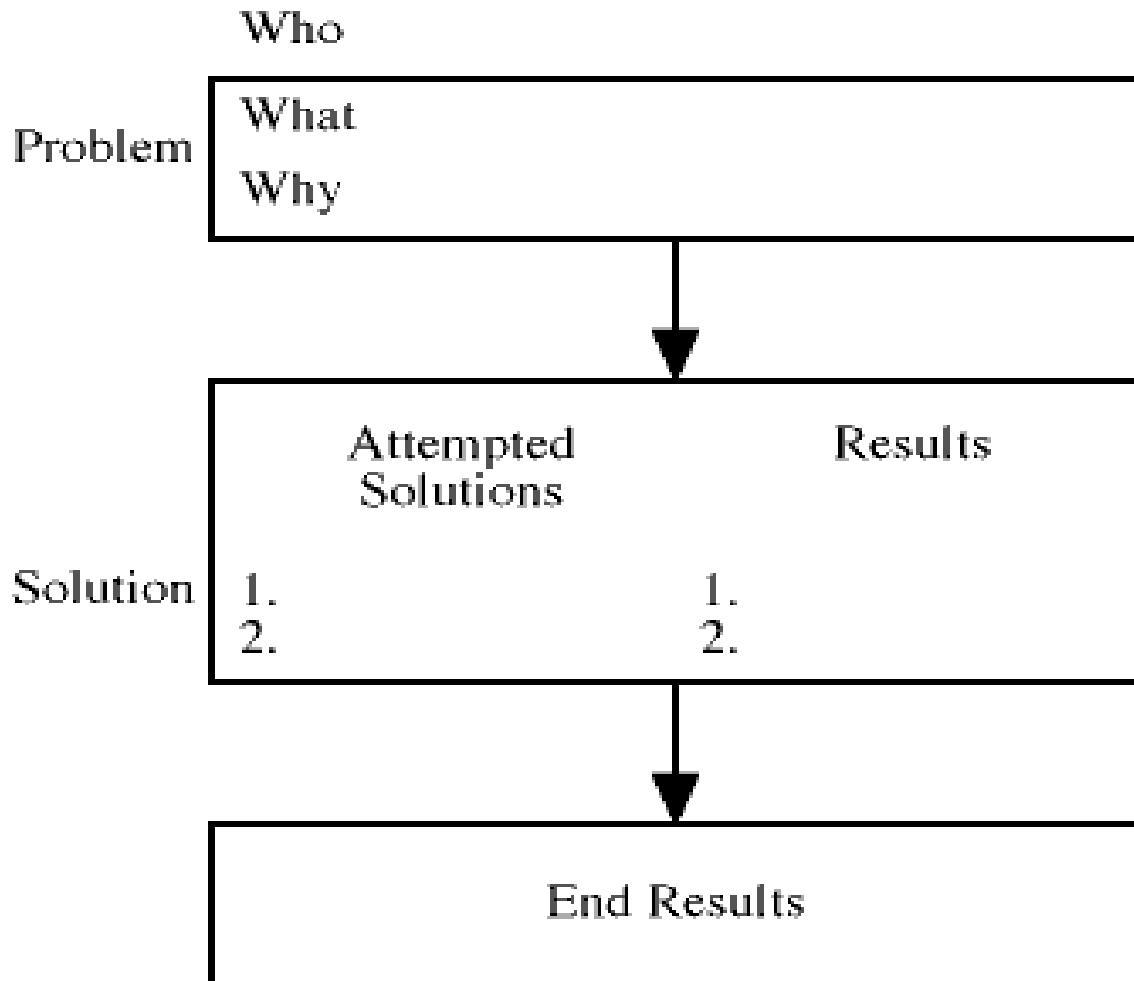 Who
Problem
What
Why
Attempted Results
Solutions
Solution
1. 1.
2. 2.
End Results